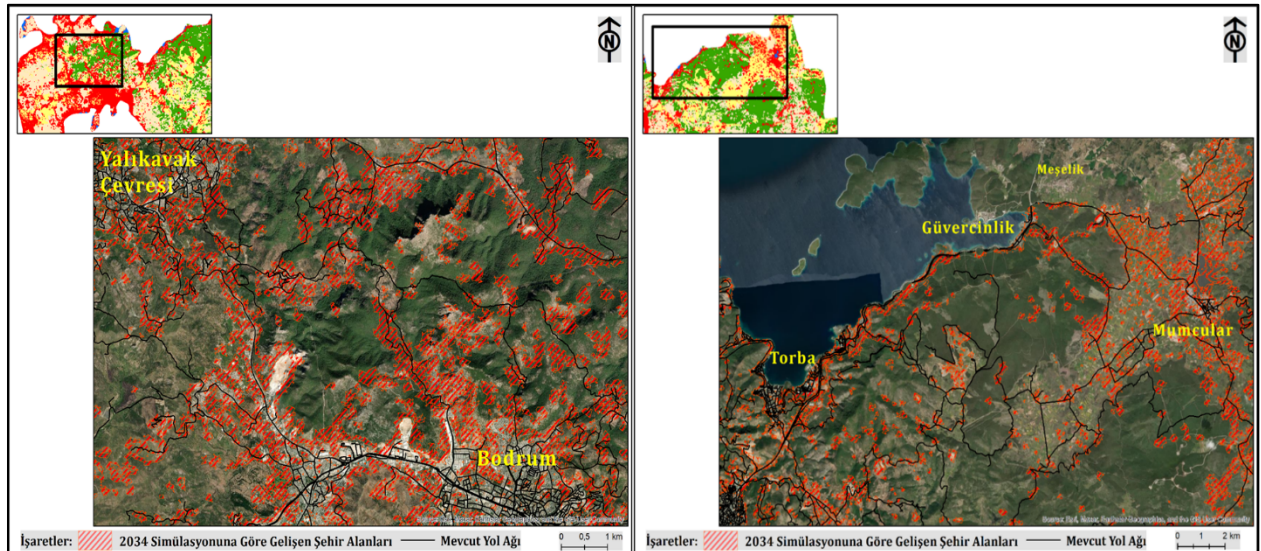 N
N
Yalıkavak
Çevresi
Bodrum
Meşelik
Güvercinlik
Torba
Mumcular
İşaretler: 2034 Simülasyonuna Göre Gelişen Şehir Alanları Mevcut Yol Ağı 0 0,5 1 km
İşaretler: 2034 Simülasyonuna Göre Gelişen Şehir Alanları Mevcut Yol Ağı 0 1 2 km